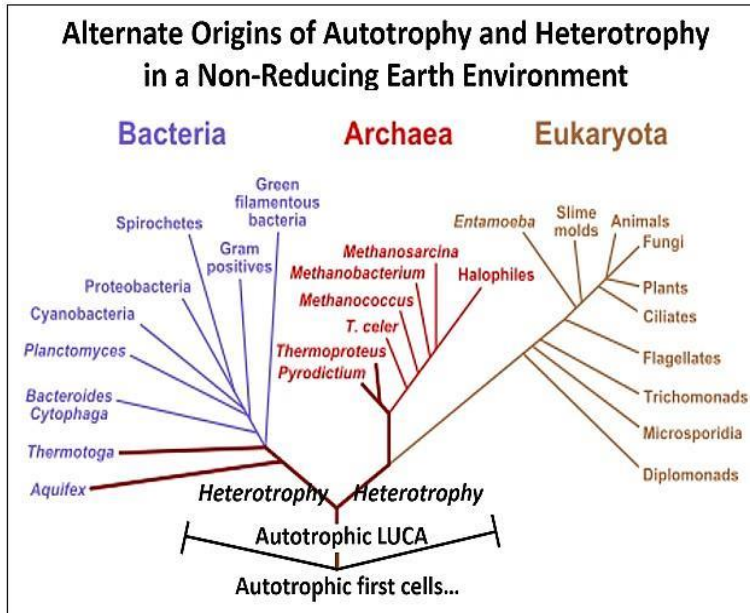 Alternate Origins of Autotrophy and Heterotrophy
in a Non-Reducing Earth Environment
Bacteria
Archaea
Eukaryota
Green
filamentous
bacteria
Spirochetes
Gram
positives
Proteobacteria
Cyanobacteria
Planctomyces
Bacteroides
Cytophaga
Thermotoga
Aquifex
Methanosarcina
Methanobacterium
Halophiles
Methanococcus
T. celer
Thermoproteus
Pyrodictium
Entamoeba
Slime
molds
Animals
Fungi
Plants
Ciliates
Flagellates
Trichomonads
Microsporidia
Diplomonads
Heterotrophy
Heterotrophy
Autotrophic LUCA
Autotrophic first cells...